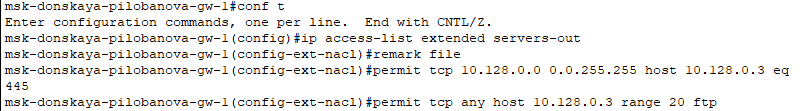 msk-donskaya-pilobanova-gw-1#conf t
Enter configuration commands, one per line.  End with CNTL/Z.
msk-donskaya-pilobanova-gw-1(config)#ip access-list extended servers-out
msk-donskaya-pilobanova-gw-1(config-ext-nacl)#remark file
msk-donskaya-pilobanova-gw-1(config-ext-nacl)#permit tcp 10.128.0.0 0.0.255.255 host 10.128.0.3 eq
445
msk-donskaya-pilobanova-gw-1(config-ext-nacl)#permit tcp any host 10.128.0.3 range 20 ftp